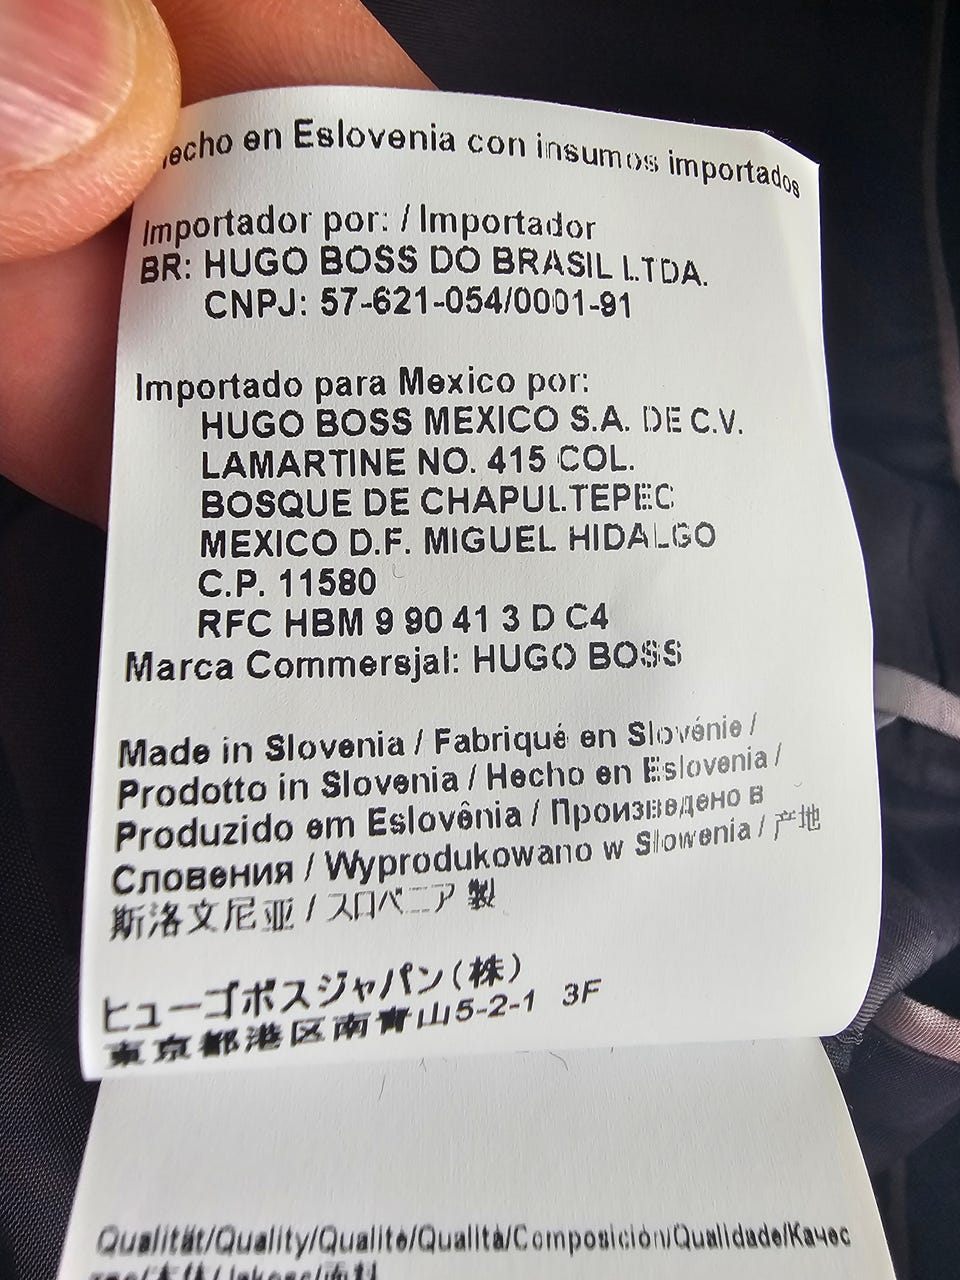 Hecho en Eslovenia con insumos importados
Importador por: / Importador
BR: HUGO BOSS DO BRASIL LTDA.
CNPJ: 57-621-054/0001-91
Importado para Mexico por:
HUGO BOSS MEXICO S.A. DE C.V.
LAMARTINE NO. 415 COL.
BOSQUE DE CHAPULTEPEC
MEXICO D.F. MIGUEL HIDALGO
C.P. 11580
RFC HBM 9 90 41 3 D C4
Marca Commersjal: HUGO BOSS
Made in Slovenia / Fabriqué en Slovénie /
Prodotto in Slovenia / Hecho en Eslovenia /
Produzido em Eslovênia / Произведено в
Словения / Wyprodukowano w Slowenia / 产地
斯洛文尼亚 / スロベニア 製
ヒューゴボスジャパン(株)
東京都港区南青山5-2-1 3F
Qualität/Quality/Qualité/Qualità/Composición/Qualidade/Качес